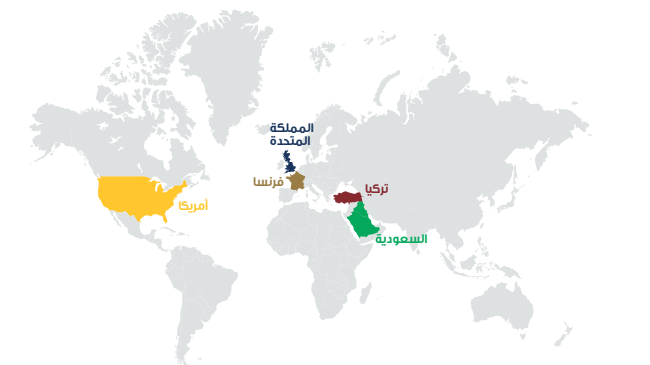 المملكة
المتحدة
فرنسا
تركيا
أمريكا
السعودية